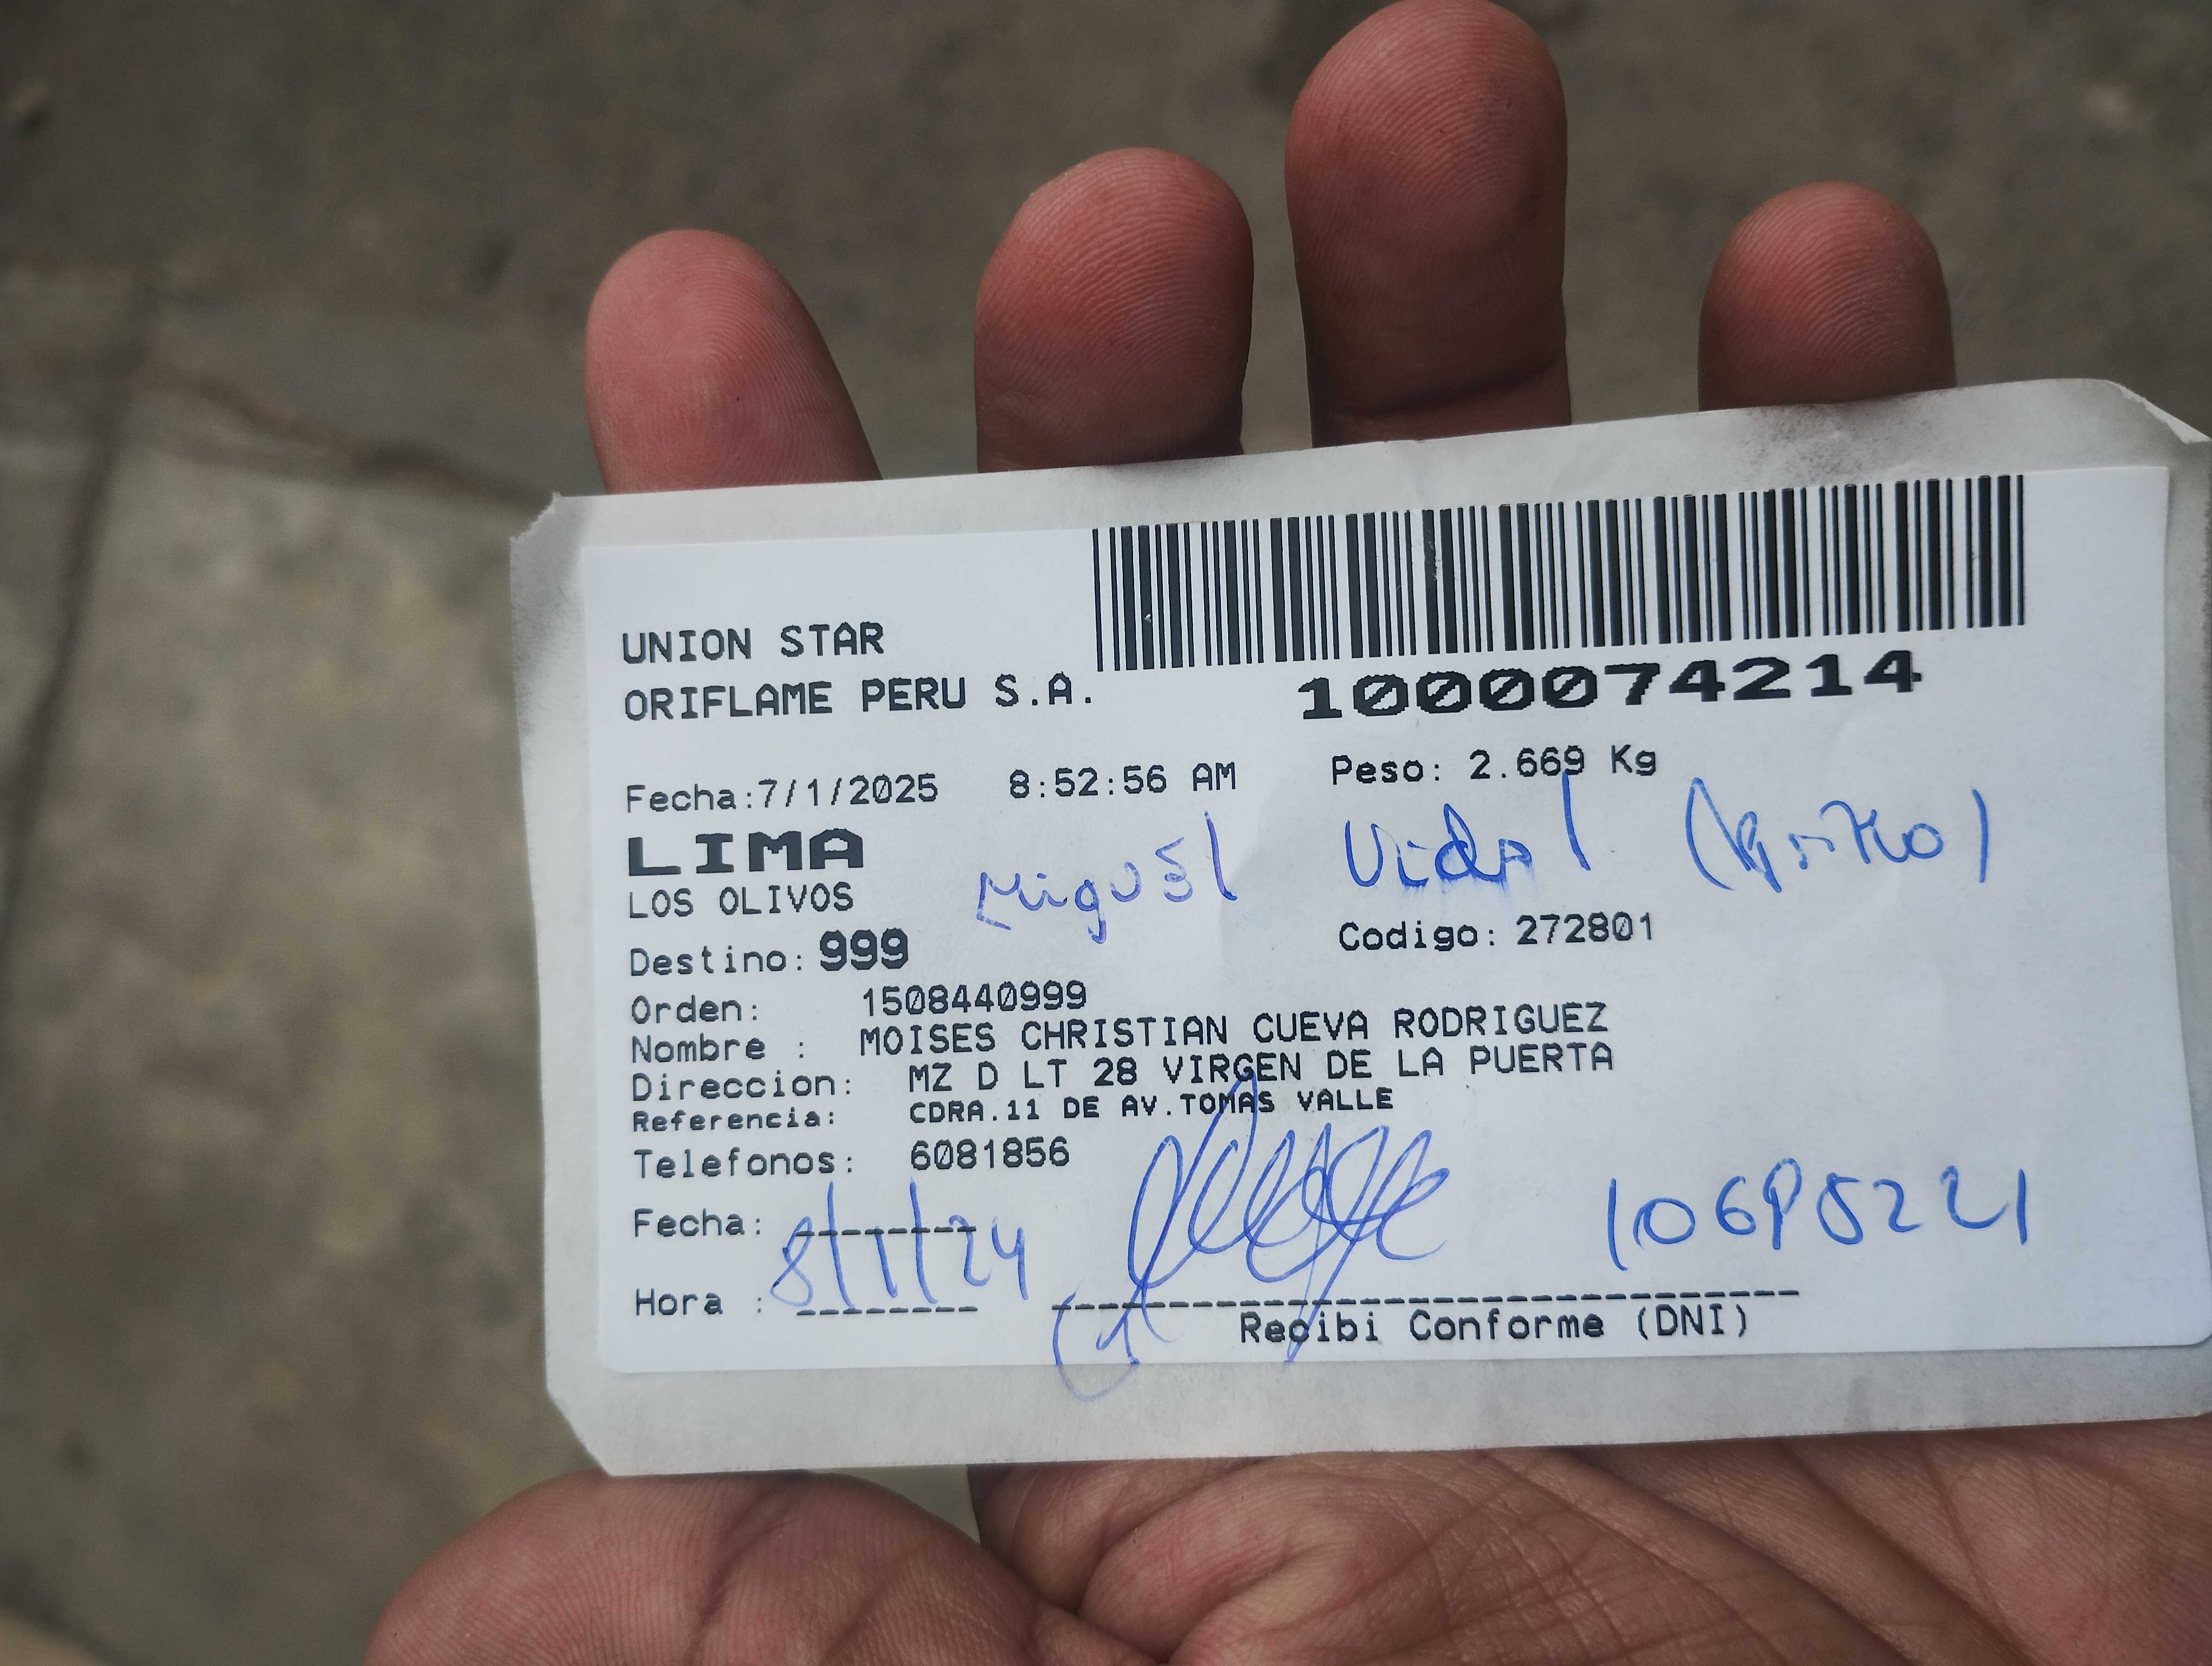 UNION STAR
ORIFLAME PERU S.A.
1000074214
Fecha:7/1/2025 8:52:56 AM Peso: 2.669 Kg
LIMA
LOS OLIVOS
Miguel Vidal
Destino: 999 Codigo: 272801
Orden: 1508440999
Nombre : MOISES CHRISTIAN CUEVA RODRIGUEZ
Direccion: MZ D LT 28 VIRGEN DE LA PUERTA
Referencia: CDRA.11 DE AV.TOMAS VALLE
Telefonos: 6081856
Fecha: 8/1/24
Hora :
Recibi Conforme (DNI)